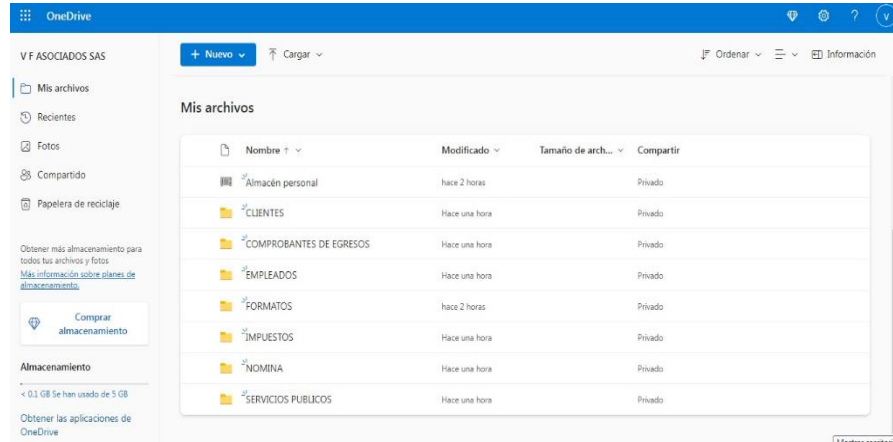 OneDrive
?
V
V F ASOCIADOS SAS
+ Nuevo
Cargar
Ordenar
Información
Mis archivos
Recientes
Fotos
Compartido
Papelera de reciclaje
Obtener más almacenamiento para
todos tus archivos y fotos
Más información sobre planes de
almacenamiento.
Comprar
almacenamiento
Almacenamiento
< 0.1 GB Se han usado de 5 GB
Obtener las aplicaciones de
OneDrive
Mis archivos
Nombre ↑ Modificado Tamaño de arch... Compartir
Almacén personal hace 2 horas Privado
CLIENTES Hace una hora Privado
COMPROBANTES DE EGRESOS Hace una hora Privado
EMPLEADOS Hace una hora Privado
FORMATOS hace 2 horas Privado
IMPUESTOS Hace una hora Privado
NOMINA Hace una hora Privado
SERVICIOS PUBLICOS Hace una hora Privado